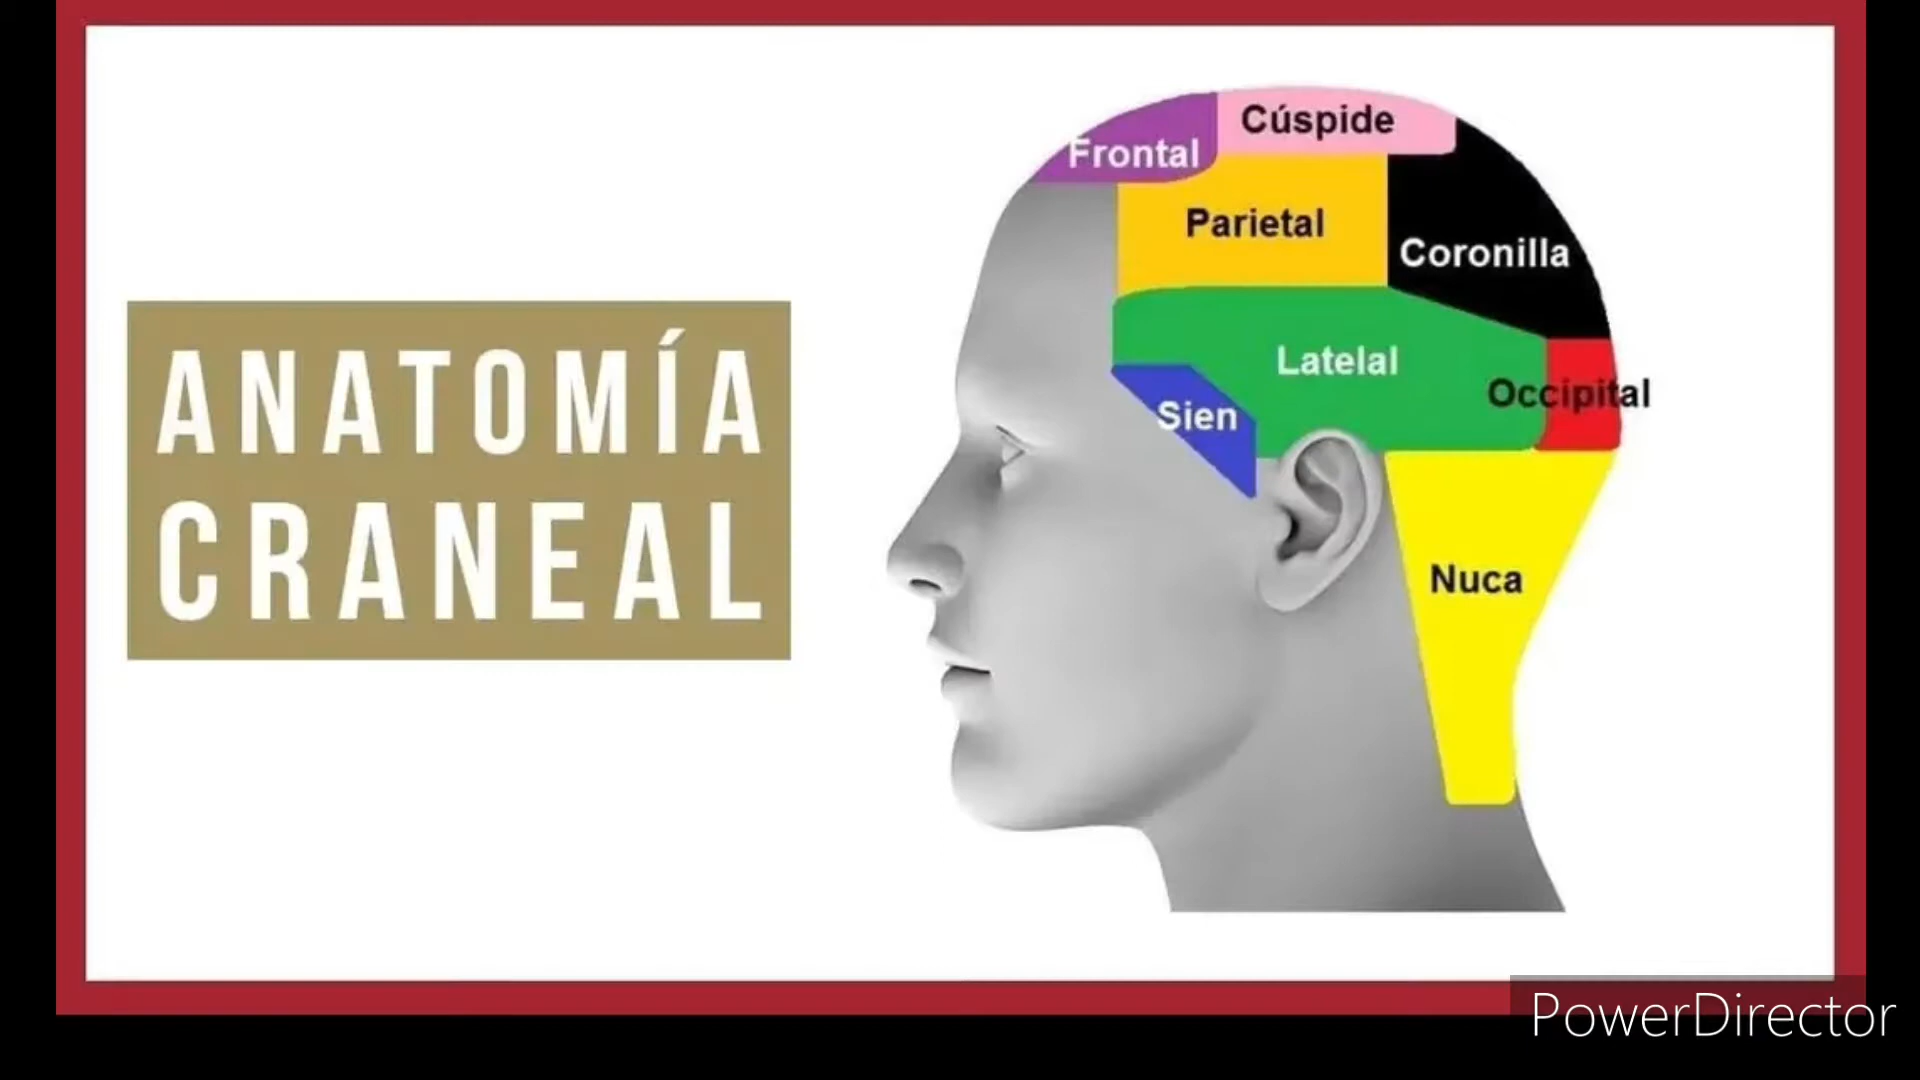 ANATOMÍA
CRANEAL
Frontal
Cúspide
Parietal
Coronilla
Latelal
Occipital
Sien
Nuca
PowerDirector